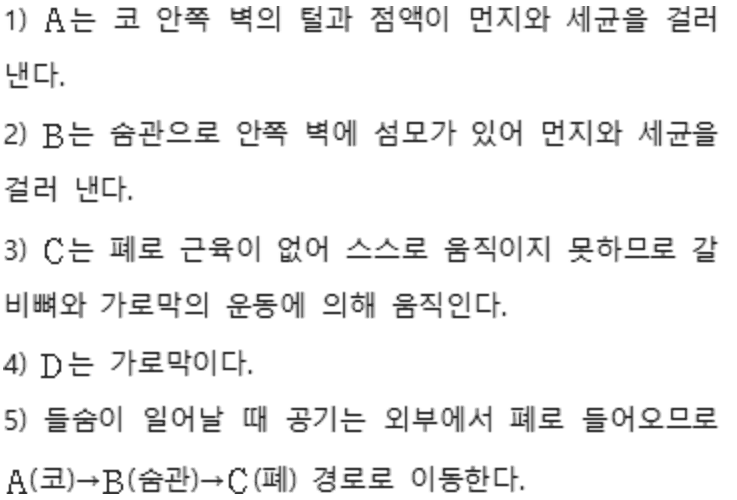 1) A는 코 안쪽 벽의 털과 점액이 먼지와 세균을 걸러
낸다.
2) B는 숨관으로 안쪽 벽에 섬모가 있어 먼지와 세균을
걸러 낸다.
3) C는 폐로 근육이 없어 스스로 움직이지 못하므로 갈
비뼈와 가로막의 운동에 의해 움직인다.
4) D는 가로막이다.
5) 들숨이 일어날 때 공기는 외부에서 폐로 들어오므로
A(코)→B(숨관)→C(폐) 경로로 이동한다.